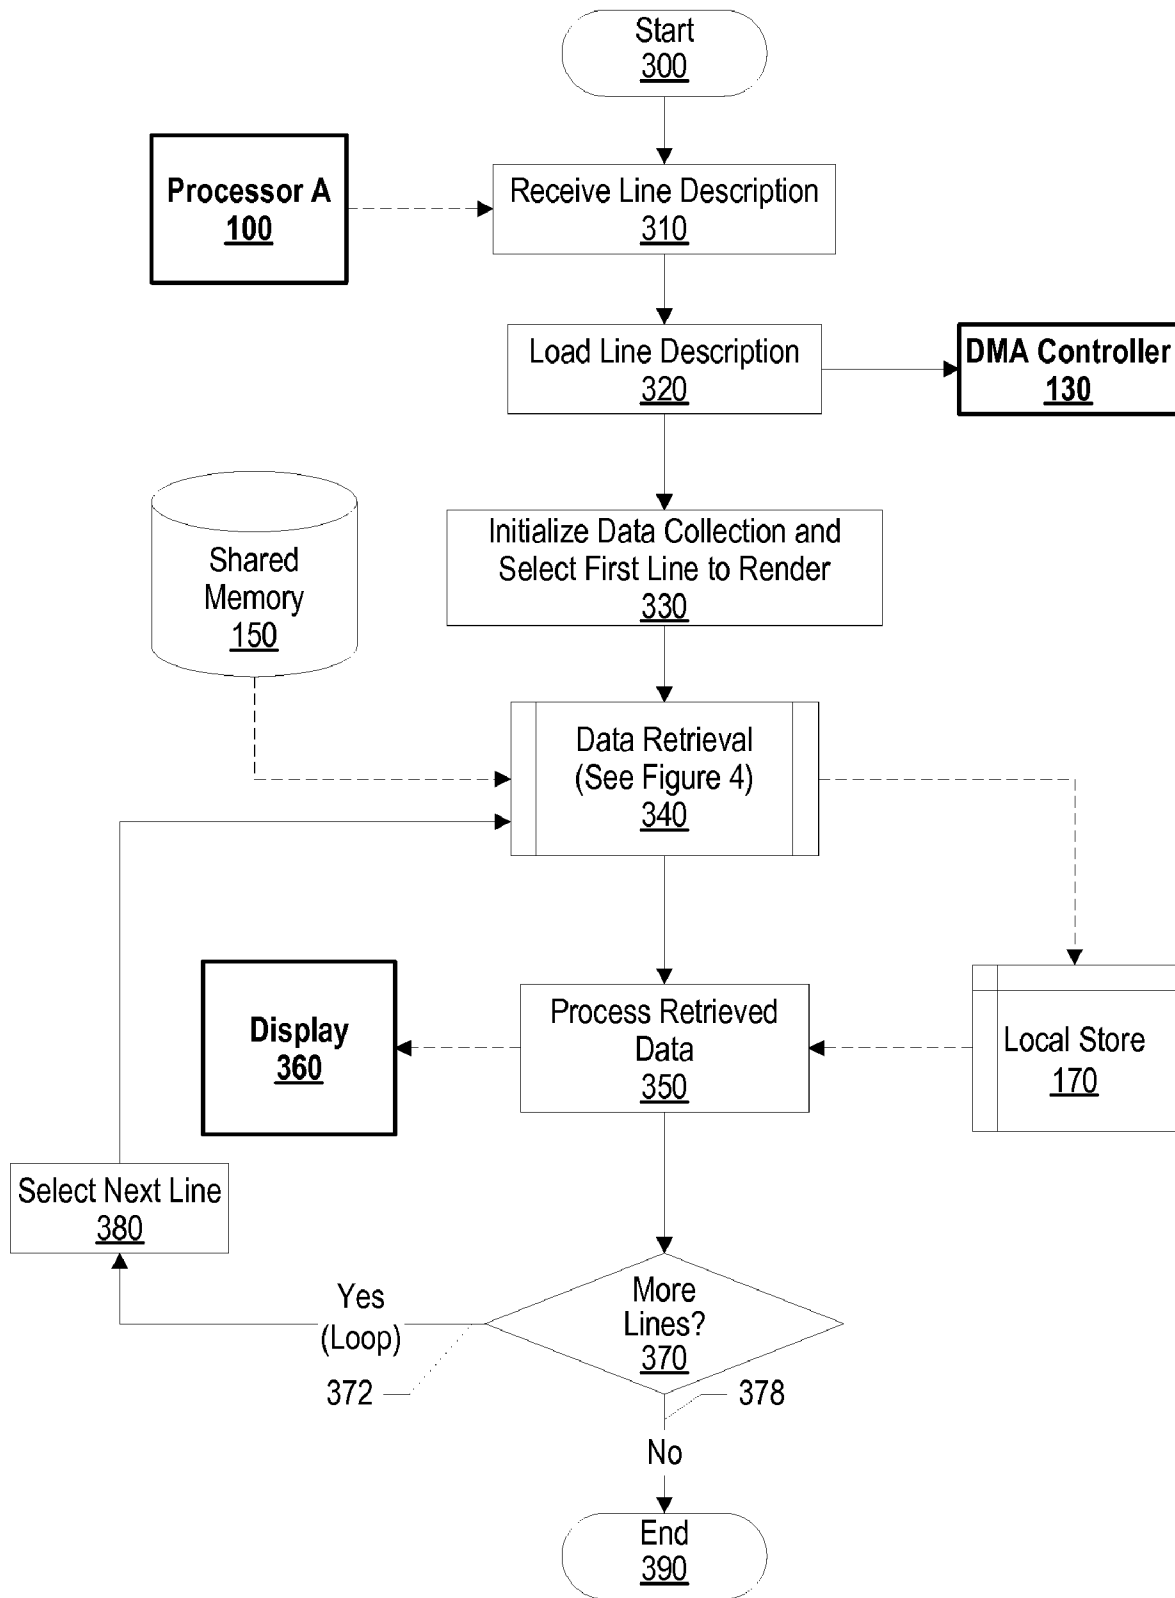 Start
300
Processor A
100
Receive Line Description
310
Load Line Description
320
DMA Controller
130
Initialize Data Collection and
Select First Line to Render
330
Shared
Memory
150
Data Retrieval
(See Figure 4)
340
Display
360
Process Retrieved
Data
350
Local Store
170
Select Next Line
380
Yes
(Loop)
372
More
Lines?
370
378
No
End
390